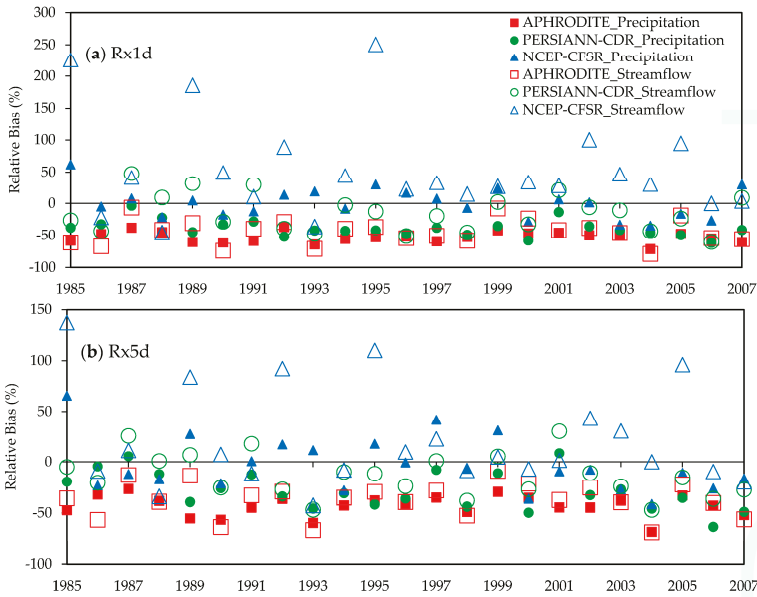 300
250
200
150
100
50
0
-50
-100
Relative Bias (%)
(a) Rx1d
APHRODITE_Precipitation
PERSIANN-CDR_Precipitation
NCEP-CFSR_Precipitation
APHRODITE_Streamflow
PERSIANN-CDR_Streamflow
NCEP-CFSR_Streamflow
1985 1987 1989 1991 1993 1995 1997 1999 2001 2003 2005 2007
150
100
50
0
-50
-100
Relative Bias (%)
(b) Rx5d
1985 1987 1989 1991 1993 1995 1997 1999 2001 2003 2005 2007